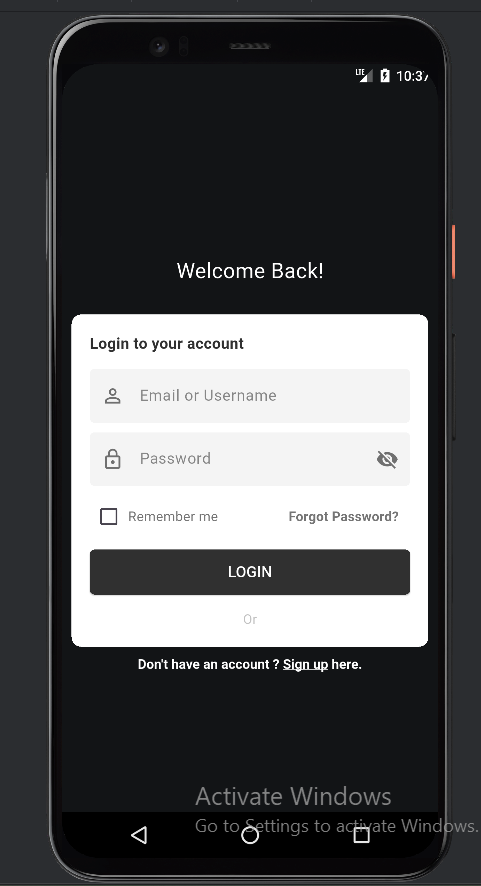 LTE 10:37
Welcome Back!
Login to your account
Email or Username
Password
Remember me Forgot Password?
LOGIN
Or
Don't have an account ? Sign up here.
Activate Windows
Go to Settings to activate Windows.